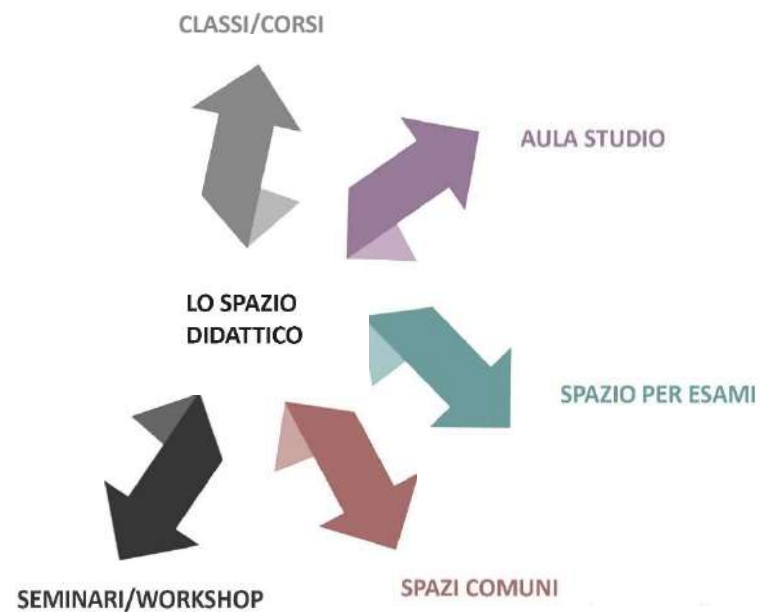 CLASSI/CORSI
AULA STUDIO
LO SPAZIO
DIDATTICO
SPAZIO PER ESAMI
SPAZI COMUNI
SEMINARI/WORKSHOP